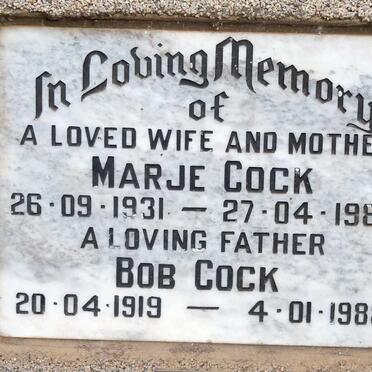 In Loving Memory
of
A LOVED WIFE AND MOTHE
MARJE COCK
26·09·1931 — 27·04·198
A LOVING FATHER
BOB COCK
20·04·1919 — 4·01·198